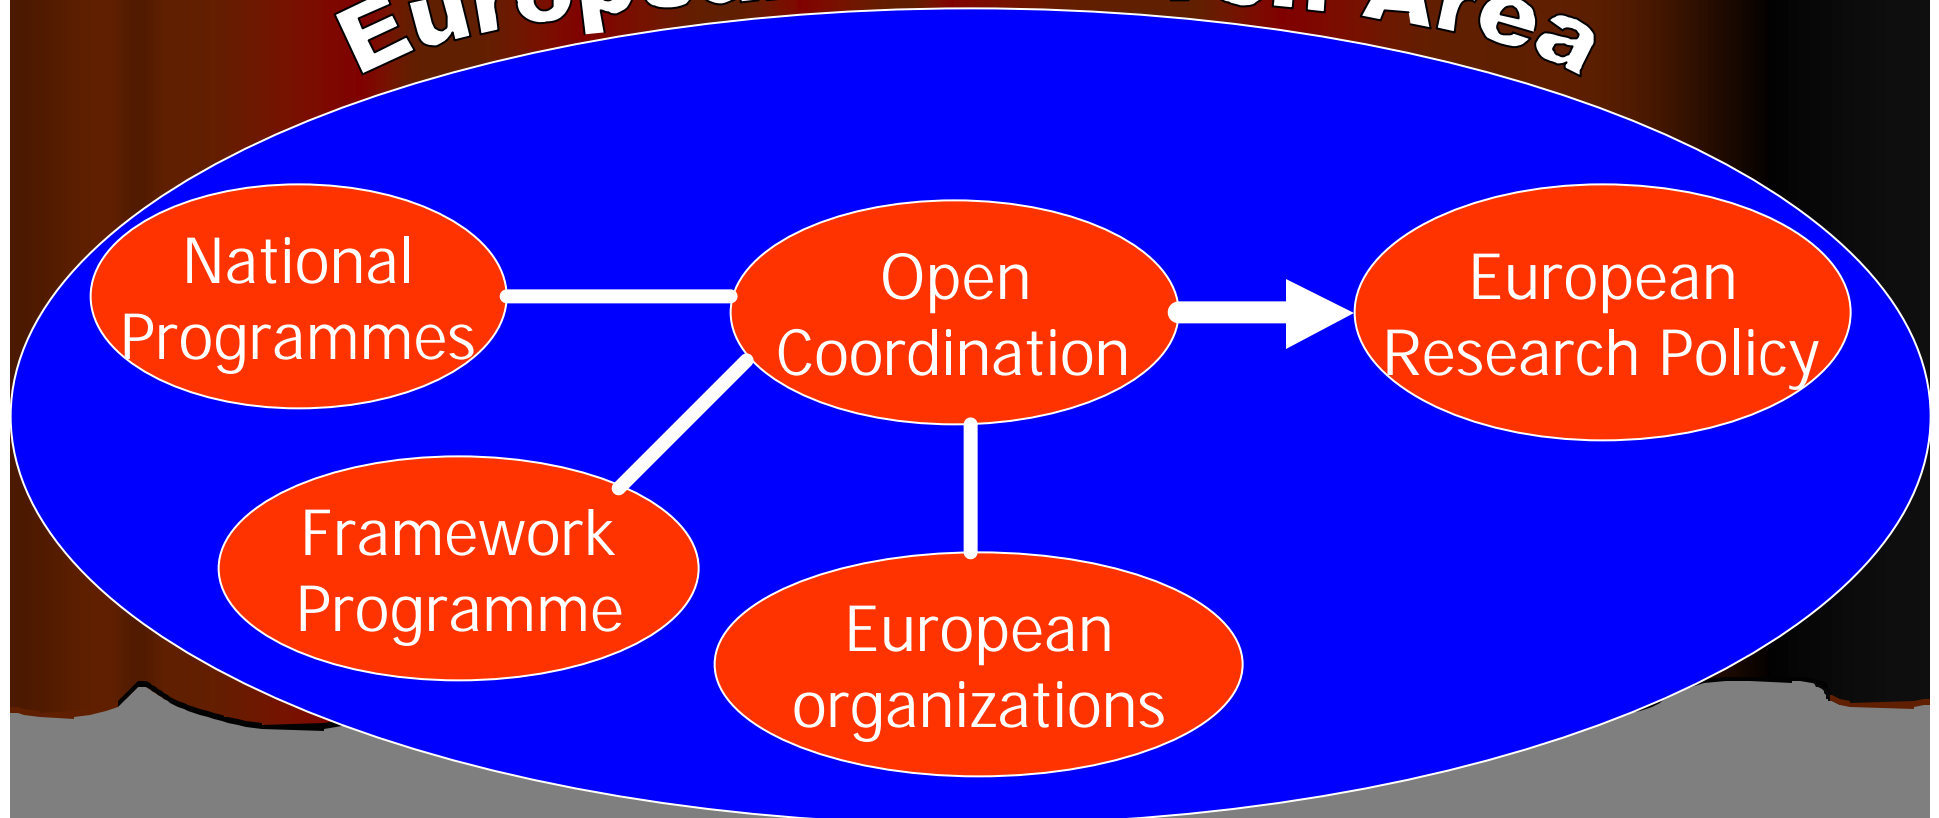 Area
National
Programmes
Open
Coordination
European
Research Policy
Framework
Programme
European
organizations